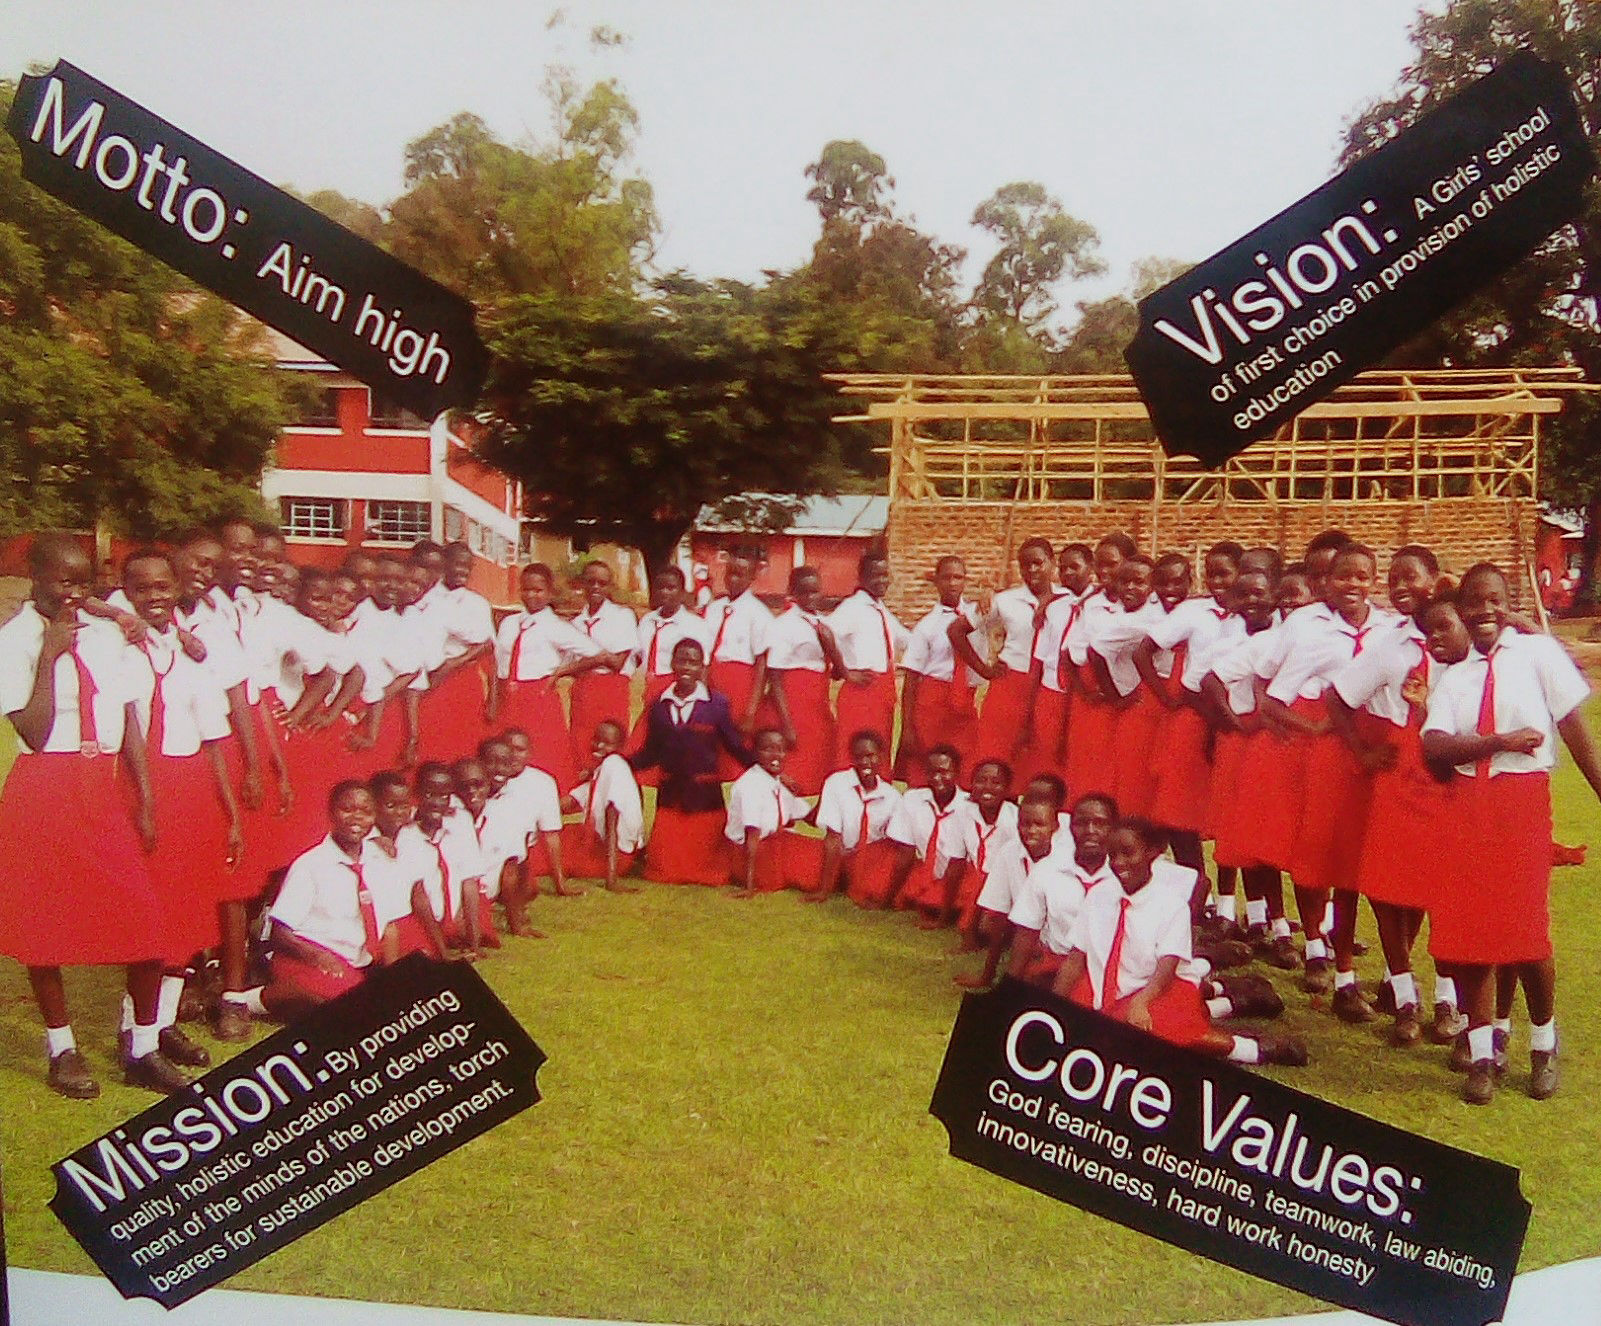 Motto: Aim high
Vision: A Girls' school
of first choice in provision of holistic
education
Mission: By providing
quality, holistic education for develop-
ment of the minds of the nations, torch
bearers for sustainable development.
Core Values:
God fearing, discipline, teamwork, law abiding,
innovativeness, hard work honesty